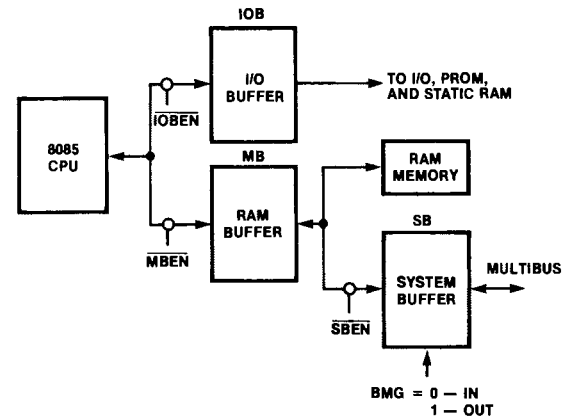 IOB
I/O
BUFFER
TO I/O, PROM,
AND STATIC RAM
IOBEN
8085
CPU
MB
RAM
BUFFER
RAM
MEMORY
MBEN
SB
SYSTEM
BUFFER
MULTIBUS
SBEN
BMG = 0 — IN
1 — OUT